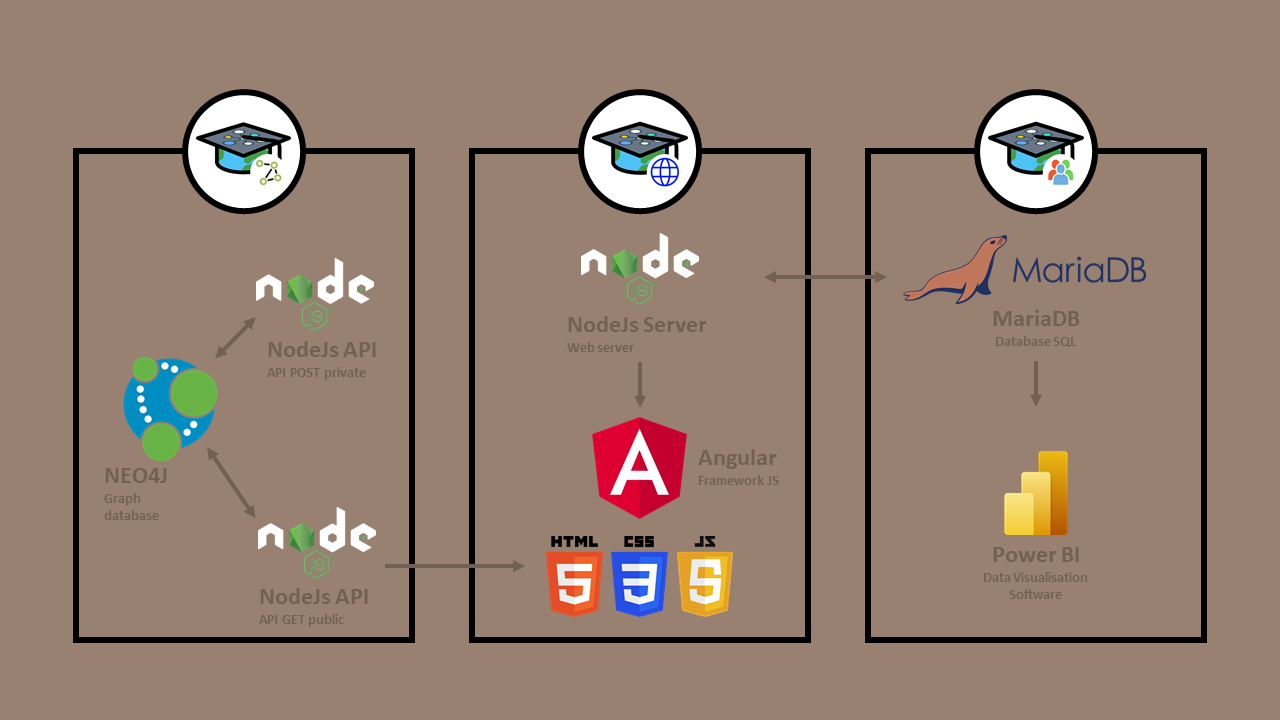 node
JS
NodeJs API
API POST private
NEO4J
Graph
database
node
JS
NodeJs API
API GET public
node
JS
NodeJs Server
Web server
A
Angular
Framework JS
HTML CSS JS
5 3 5
MariaDB
MariaDB
Database SQL
Power BI
Data Visualisation
Software